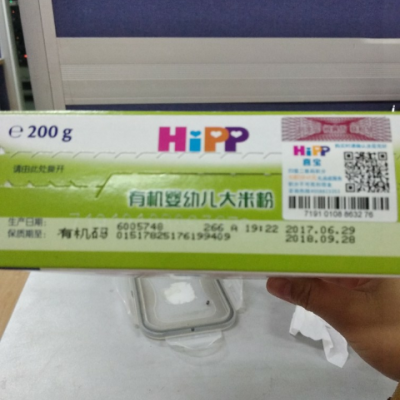 ℮ 200 g
HiPP
请由此处撕开
有机婴幼儿大米粉
生产日期:
保质期至:
有机码
6005748 266 A 19:22 2017.06.29
01517825176199409 2018.09.28
HiPP
喜宝
7191 0108 8632 76